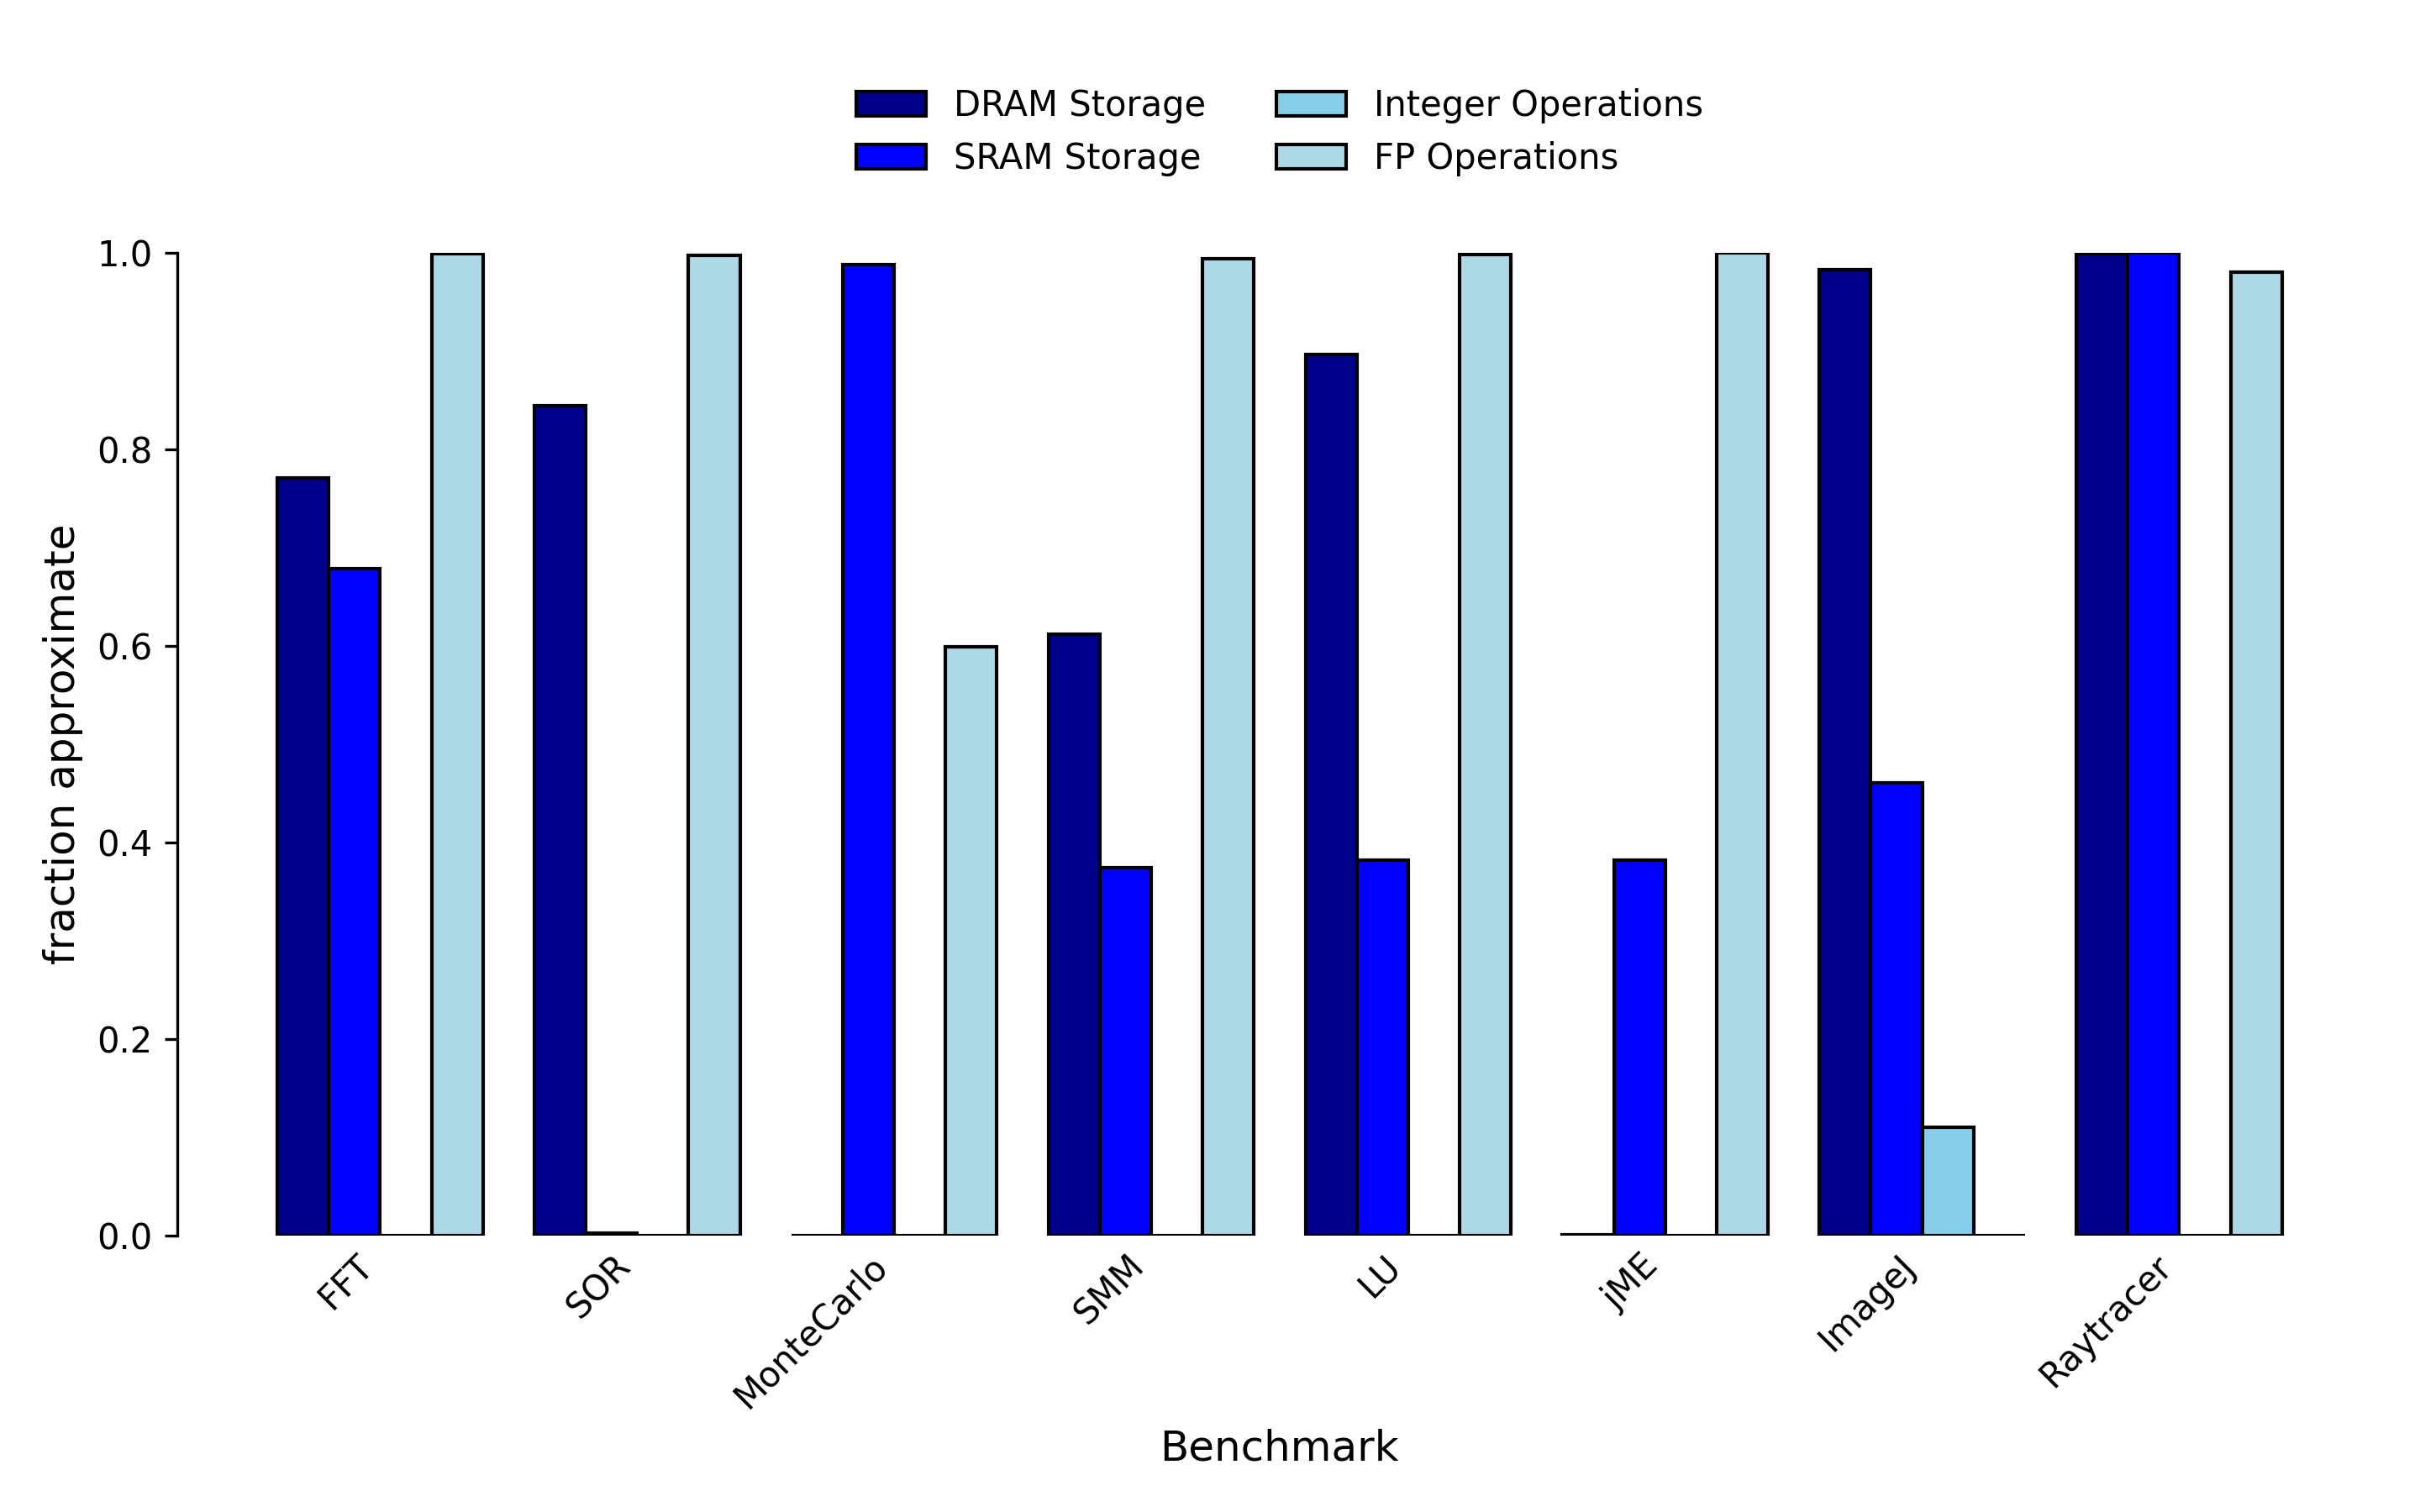 DRAM Storage
SRAM Storage
Integer Operations
FP Operations
fraction approximate
1.0
0.8
0.6
0.4
0.2
0.0
FFT
SOR
MonteCarlo
SMM
LU
jME
ImageJ
Raytracer
Benchmark